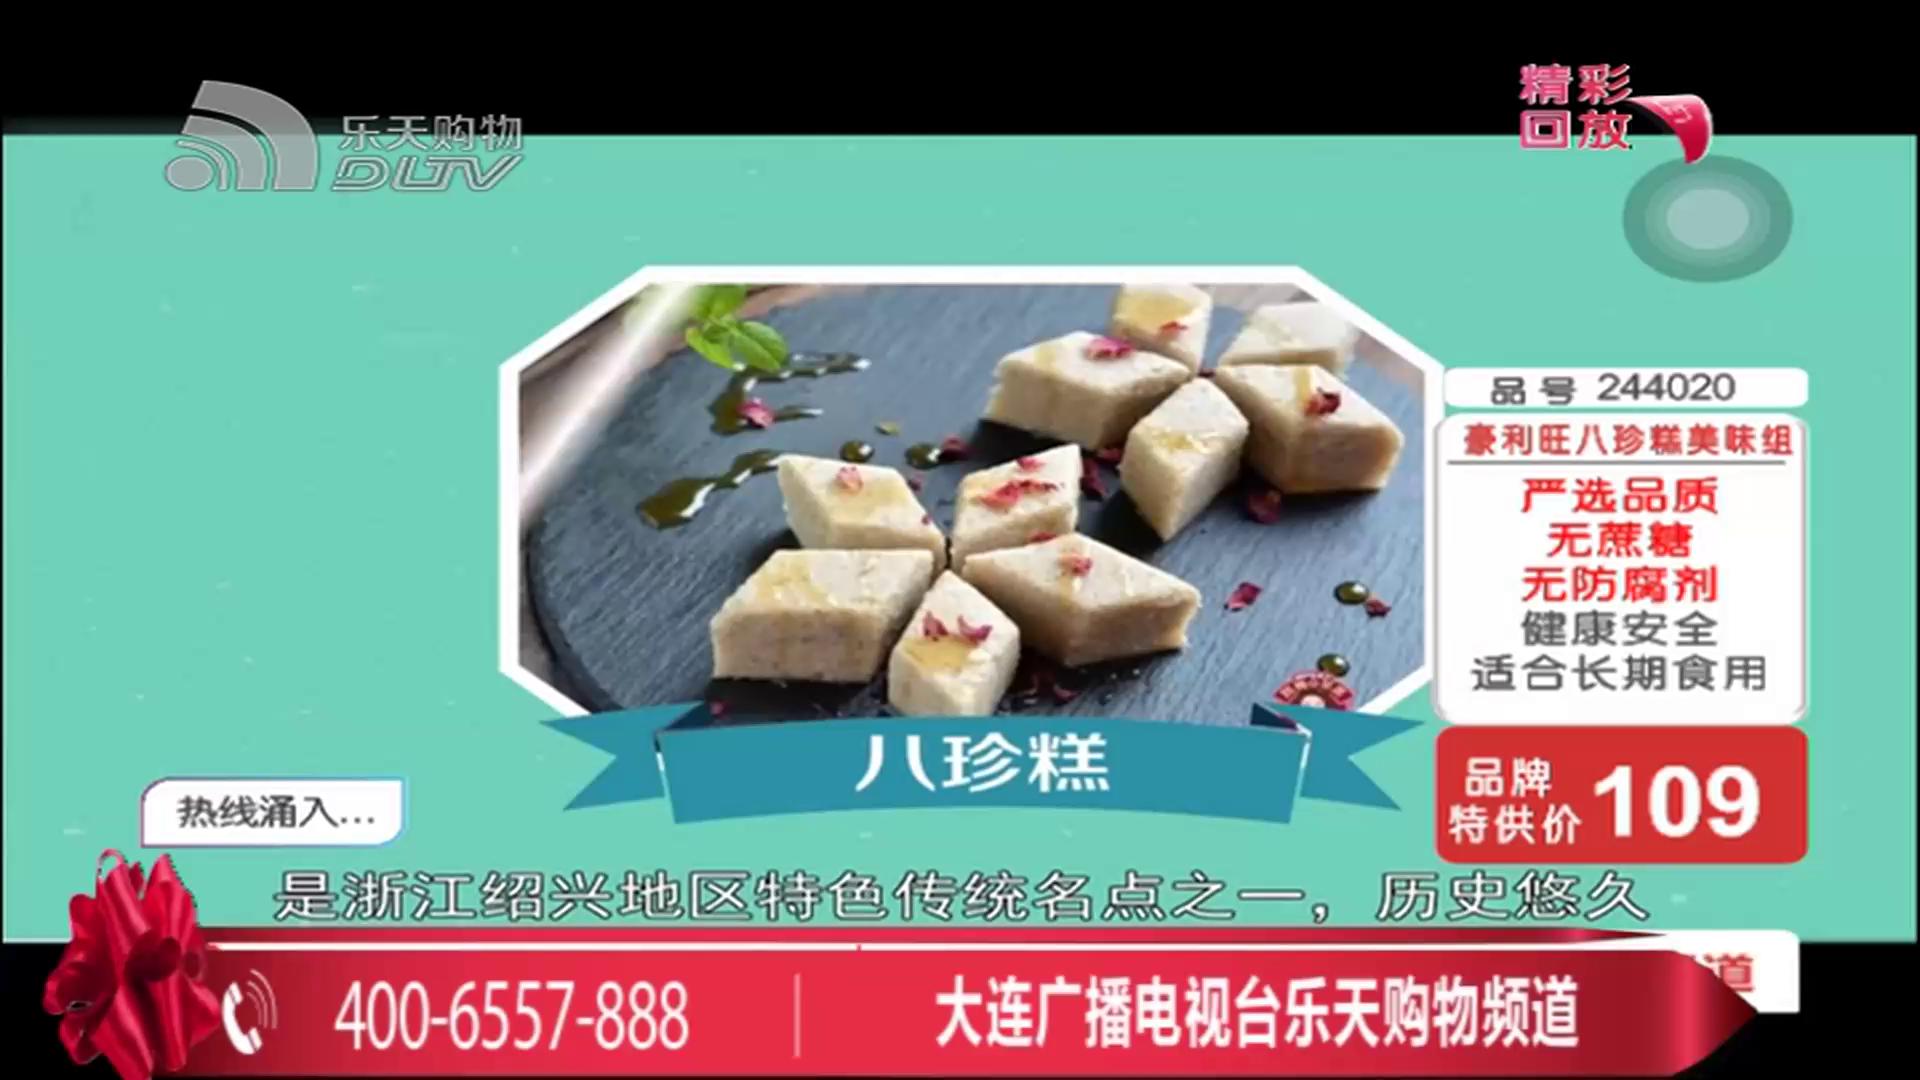 乐天购物
DLTV
精彩
回放
品号 244020
豪利旺八珍糕美味组
严选品质
无蔗糖
无防腐剂
健康安全
适合长期食用
八珍糕
品牌
特供价 109
热线涌入...
是浙江绍兴地区特色传统名点之一，历史悠久
道
400-6557-888
大连广播电视台乐天购物频道